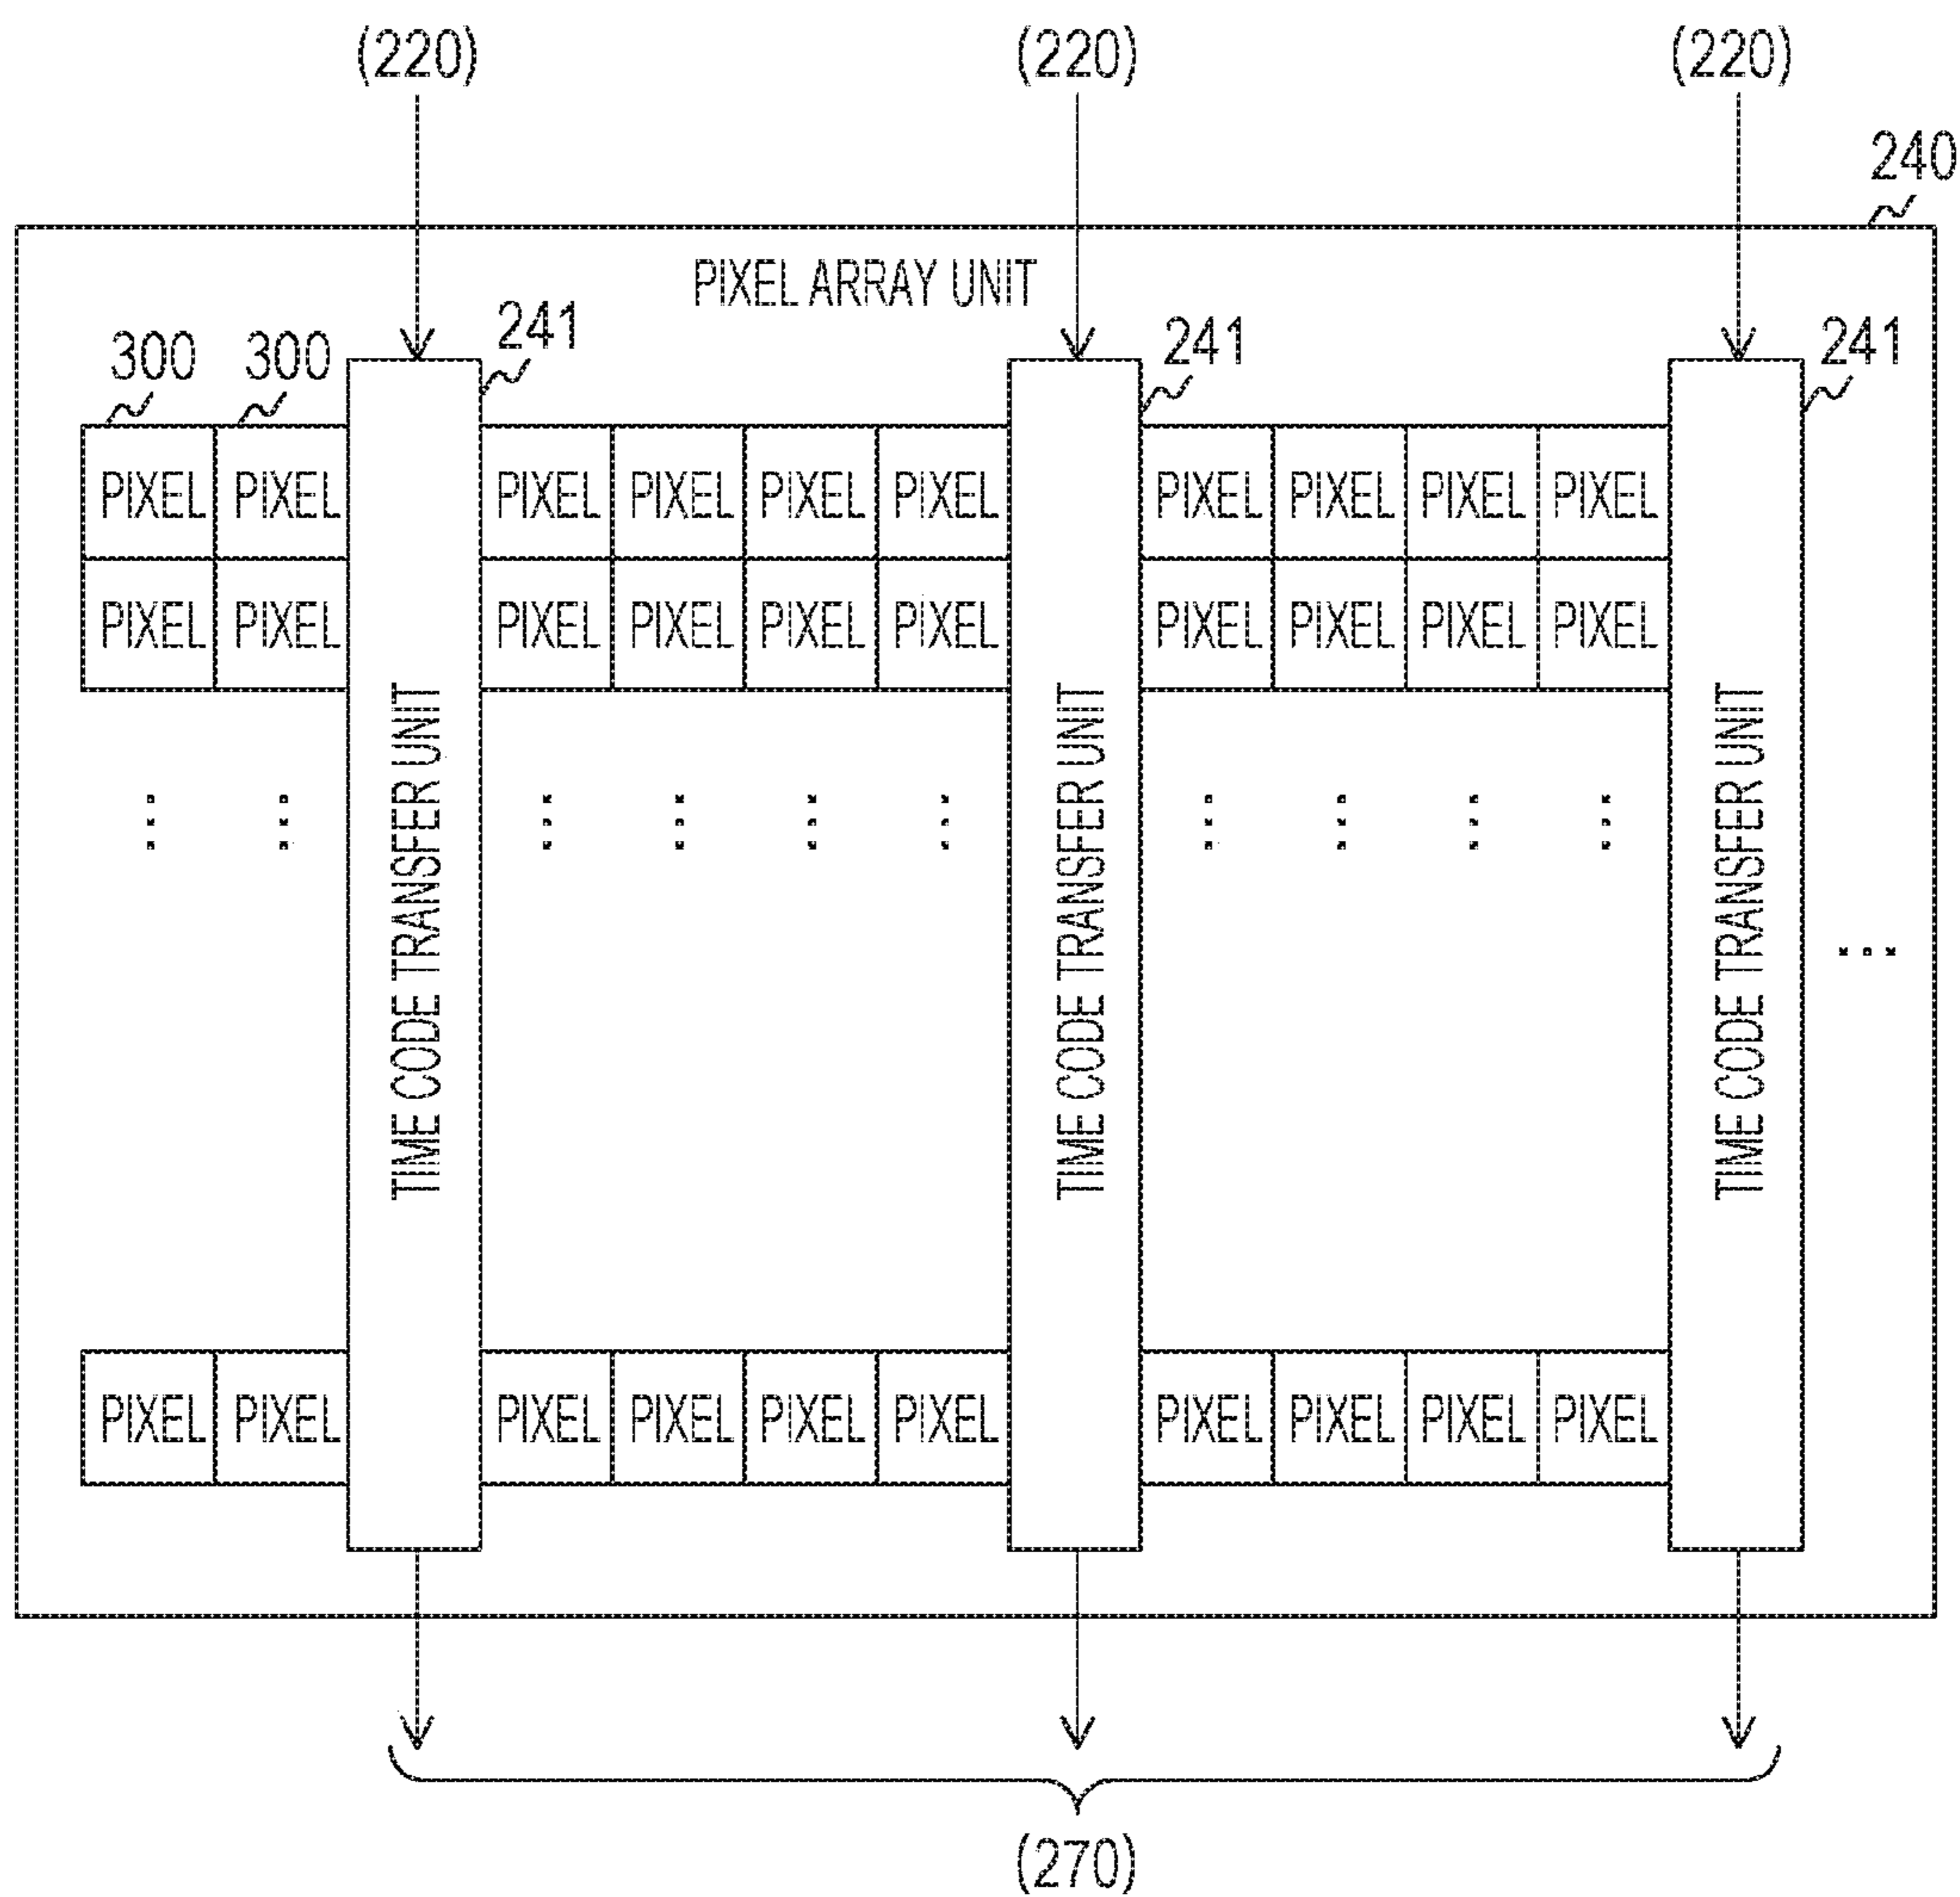 (220) (220) (220)
240
PIXEL ARRAY UNIT
300 300 241 241 241
PIXEL PIXEL PIXEL PIXEL PIXEL PIXEL PIXEL PIXEL PIXEL PIXEL
PIXEL PIXEL PIXEL PIXEL PIXEL PIXEL PIXEL PIXEL PIXEL PIXEL
TIME CODE TRANSFER UNIT
TIME CODE TRANSFER UNIT
TIME CODE TRANSFER UNIT
...
PIXEL PIXEL PIXEL PIXEL PIXEL PIXEL PIXEL PIXEL PIXEL PIXEL
(270)